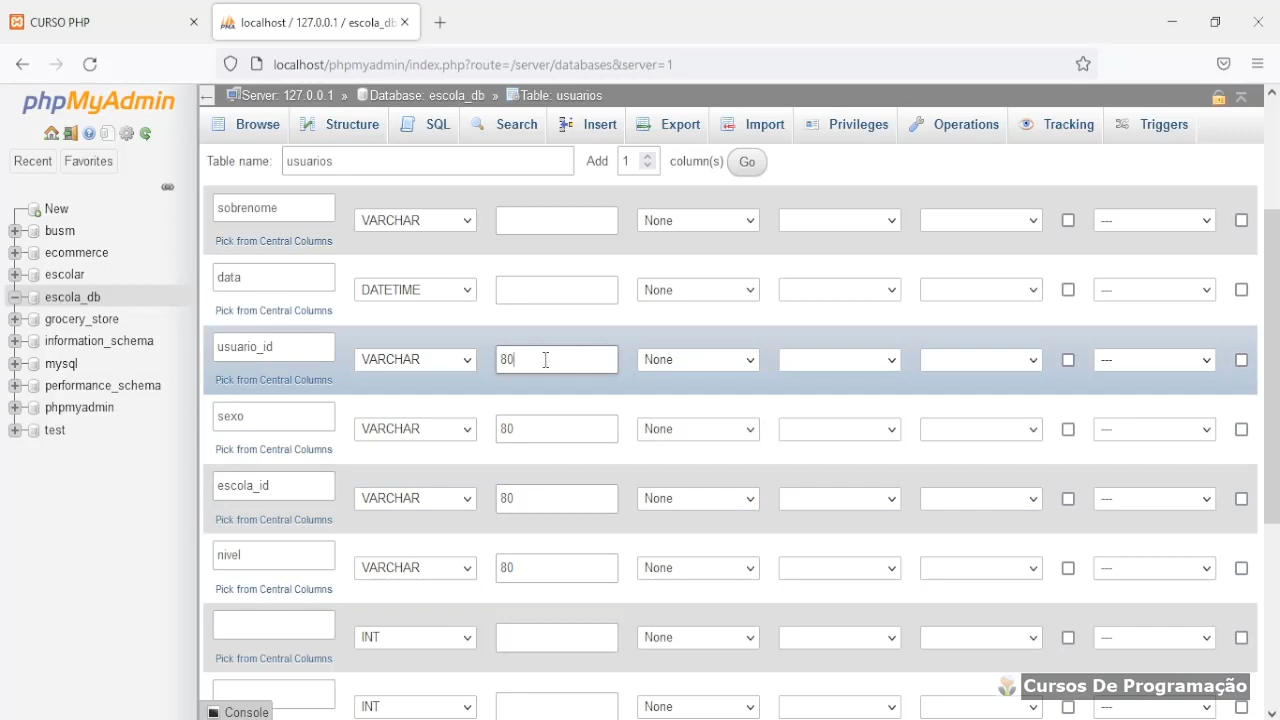 CURSO PHP
localhost / 127.0.0.1 / escola_db
localhost/phpmyadmin/index.php?route=/server/databases&server=1
phpMyAdmin
Recent
Favorites
New
busm
ecommerce
escolar
escola_db
grocery_store
information_schema
mysql
performance_schema
phpmyadmin
test
Server: 127.0.0.1 » Database: escola_db » Table: usuarios
Browse
Structure
SQL
Search
Insert
Export
Import
Privileges
Operations
Tracking
Triggers
Table name: usuarios Add 1 column(s) Go
sobrenome VARCHAR None ---
Pick from Central Columns
data DATETIME None ---
Pick from Central Columns
usuario_id VARCHAR 80 None ---
Pick from Central Columns
sexo VARCHAR 80 None ---
Pick from Central Columns
escola_id VARCHAR 80 None ---
Pick from Central Columns
nivel VARCHAR 80 None ---
Pick from Central Columns
INT None ---
Pick from Central Columns
INT None ---
Console
Cursos De Programação